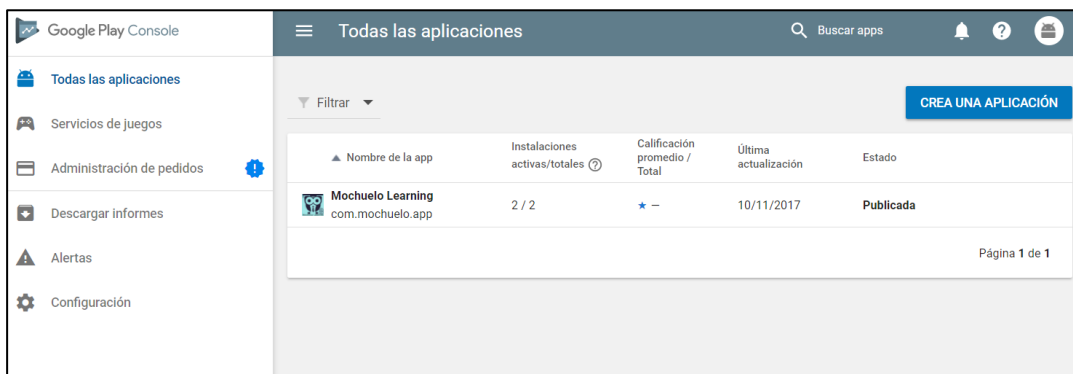 Google Play Console
Todas las aplicaciones
Buscar apps
Todas las aplicaciones
Servicios de juegos
Administración de pedidos
Descargar informes
Alertas
Configuración
Filtrar
CREA UNA APLICACIÓN
Nombre de la app
Instalaciones
activas/totales
Calificación
promedio /
Total
Última
actualización
Estado
Mochuelo Learning
com.mochuelo.app
2 / 2
★ –
10/11/2017
Publicada
Página 1 de 1